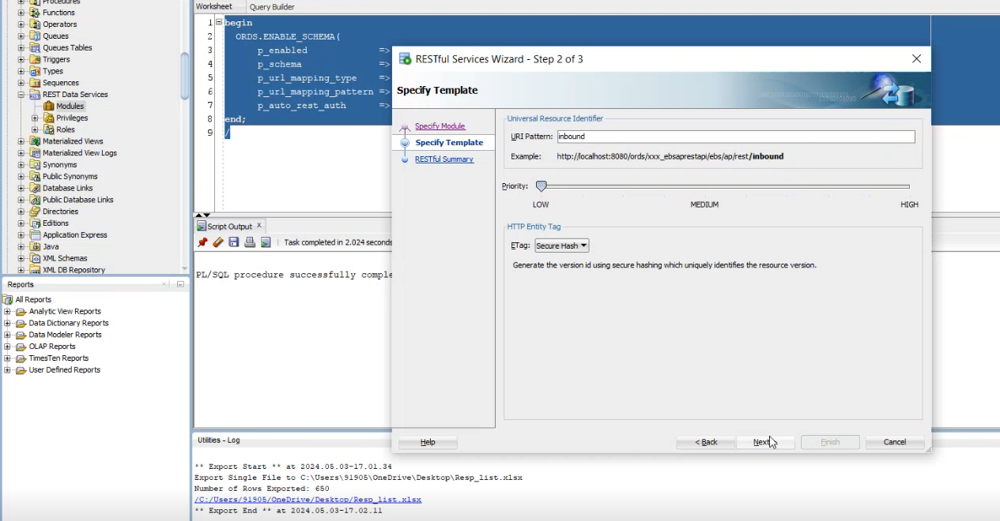 Procedures
Functions
Operators
Queues
Queues Tables
Triggers
Types
Sequences
REST Data Services
Modules
Privileges
Roles
Materialized Views
Materialized View Logs
Synonyms
Public Synonyms
Database Links
Public Database Links
Directories
Editions
Application Express
Java
XML Schemas
XML DB Repository
Reports
All Reports
Analytic View Reports
Data Dictionary Reports
Data Modeler Reports
OLAP Reports
TimesTen Reports
User Defined Reports
Worksheet Query Builder
1 begin
2 ORDS.ENABLE_SCHEMA(
3 p_enabled =>
4 p_schema =>
5 p_url_mapping_type =>
6 p_url_mapping_pattern =>
7 p_auto_rest_auth =>
8 end;
9 /
Script Output x
Task completed in 2.024 seconds
PL/SQL procedure successfully comple
Utilities - Log
** Export Start ** at 2024.05.03-17.01.34
Export Single File to C:\Users\91905\OneDrive\Desktop\Resp_list.xlsx
Number of Rows Exported: 650
/C:/Users/91905/OneDrive/Desktop/Resp_list.xlsx
** Export End ** at 2024.05.03-17.02.11
RESTful Services Wizard - Step 2 of 3
Specify Template
Specify Module
Specify Template
RESTful Summary
Universal Resource Identifier
URI Pattern: inbound
Example: http://localhost:8080/ords/xxx_ebsaprestapi/ebs/ap/rest/inbound
Priority:
LOW MEDIUM HIGH
HTTP Entity Tag
ETag: Secure Hash
Generate the version id using secure hashing which uniquely identifies the resource version.
Help < Back Next Finish Cancel